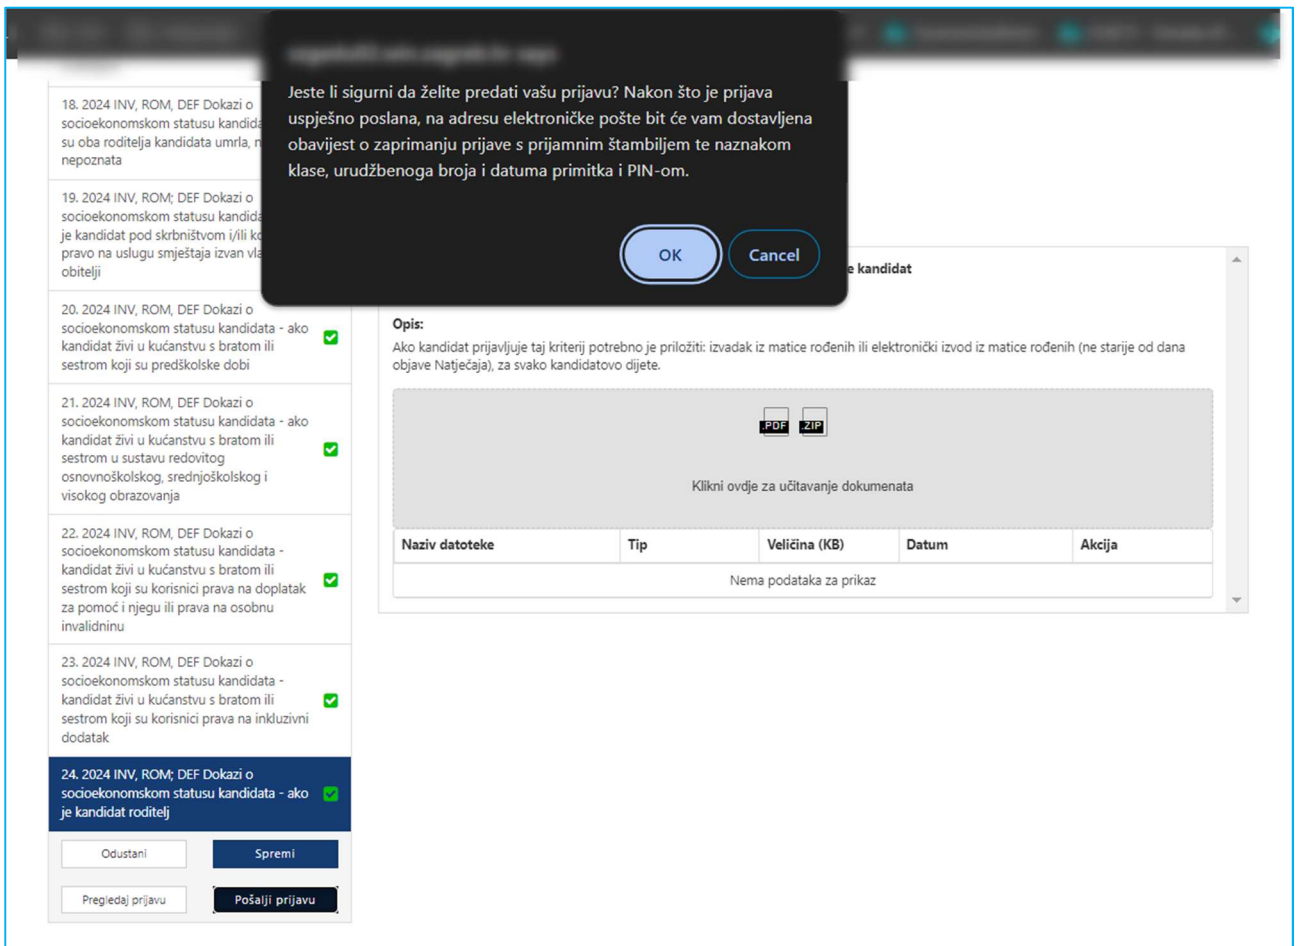 Jeste li sigurni da želite predati vašu prijavu? Nakon što je prijava
uspješno poslana, na adresu elektroničke pošte bit će vam dostavljena
obavijest o zaprimanju prijave s prijamnim štambiljem te naznakom
klase, urudžbenoga broja i datuma primitka i PIN-om.
OK
Cancel
18. 2024 INV, ROM, DEF Dokazi o
socioekonomskom statusu
su oba roditelja kandidata umrla,
nepoznata
19. 2024 INV, ROM; DEF Dokazi o
socioekonomskom statusu
je kandidat pod skrbništvom i/ili
pravo na uslugu smještaja izvan
obitelji
20. 2024 INV, ROM, DEF Dokazi o
socioekonomskom statusu kandidata - ako
kandidat živi u kućanstvu s bratom ili
sestrom koji su predškolske dobi
21. 2024 INV, ROM, DEF Dokazi o
socioekonomskom statusu kandidata - ako
kandidat živi u kućanstvu s bratom ili
sestrom u sustavu redovitog
osnovnoškolskog, srednjoškolskog i
visokog obrazovanja
22. 2024 INV, ROM, DEF Dokazi o
socioekonomskom statusu kandidata -
kandidat živi u kućanstvu s bratom ili
sestrom koji su korisnici prava na doplatak
za pomoć i njegu ili prava na osobnu
invalidninu
23. 2024 INV, ROM, DEF Dokazi o
socioekonomskom statusu kandidata -
kandidat živi u kućanstvu s bratom ili
sestrom koji su korisnici prava na inkluzivni
dodatak
24. 2024 INV, ROM; DEF Dokazi o
socioekonomskom statusu kandidata - ako
je kandidat roditelj
Odustani
Spremi
Pregledaj prijavu
Pošalji prijavu
kandidat
Opis:
Ako kandidat prijavljuje taj kriterij potrebno je priložiti: izvadak iz matice rođenih ili elektronički izvod iz matice rođenih (ne starije od dana
objave Natječaja), za svako kandidatovo dijete.
.PDF .ZIP
Klikni ovdje za učitavanje dokumenata
Naziv datoteke Tip Veličina (KB) Datum Akcija
Nema podataka za prikaz